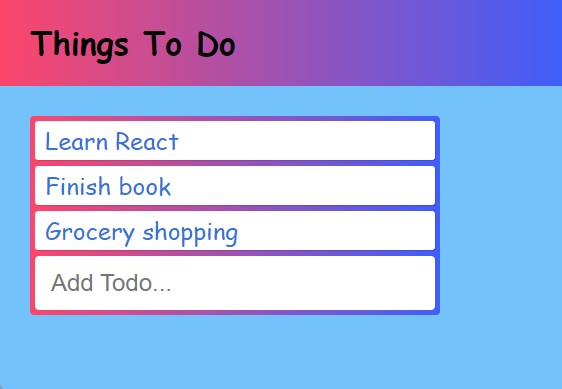 Things To Do
Learn React
Finish book
Grocery shopping
Add Todo...